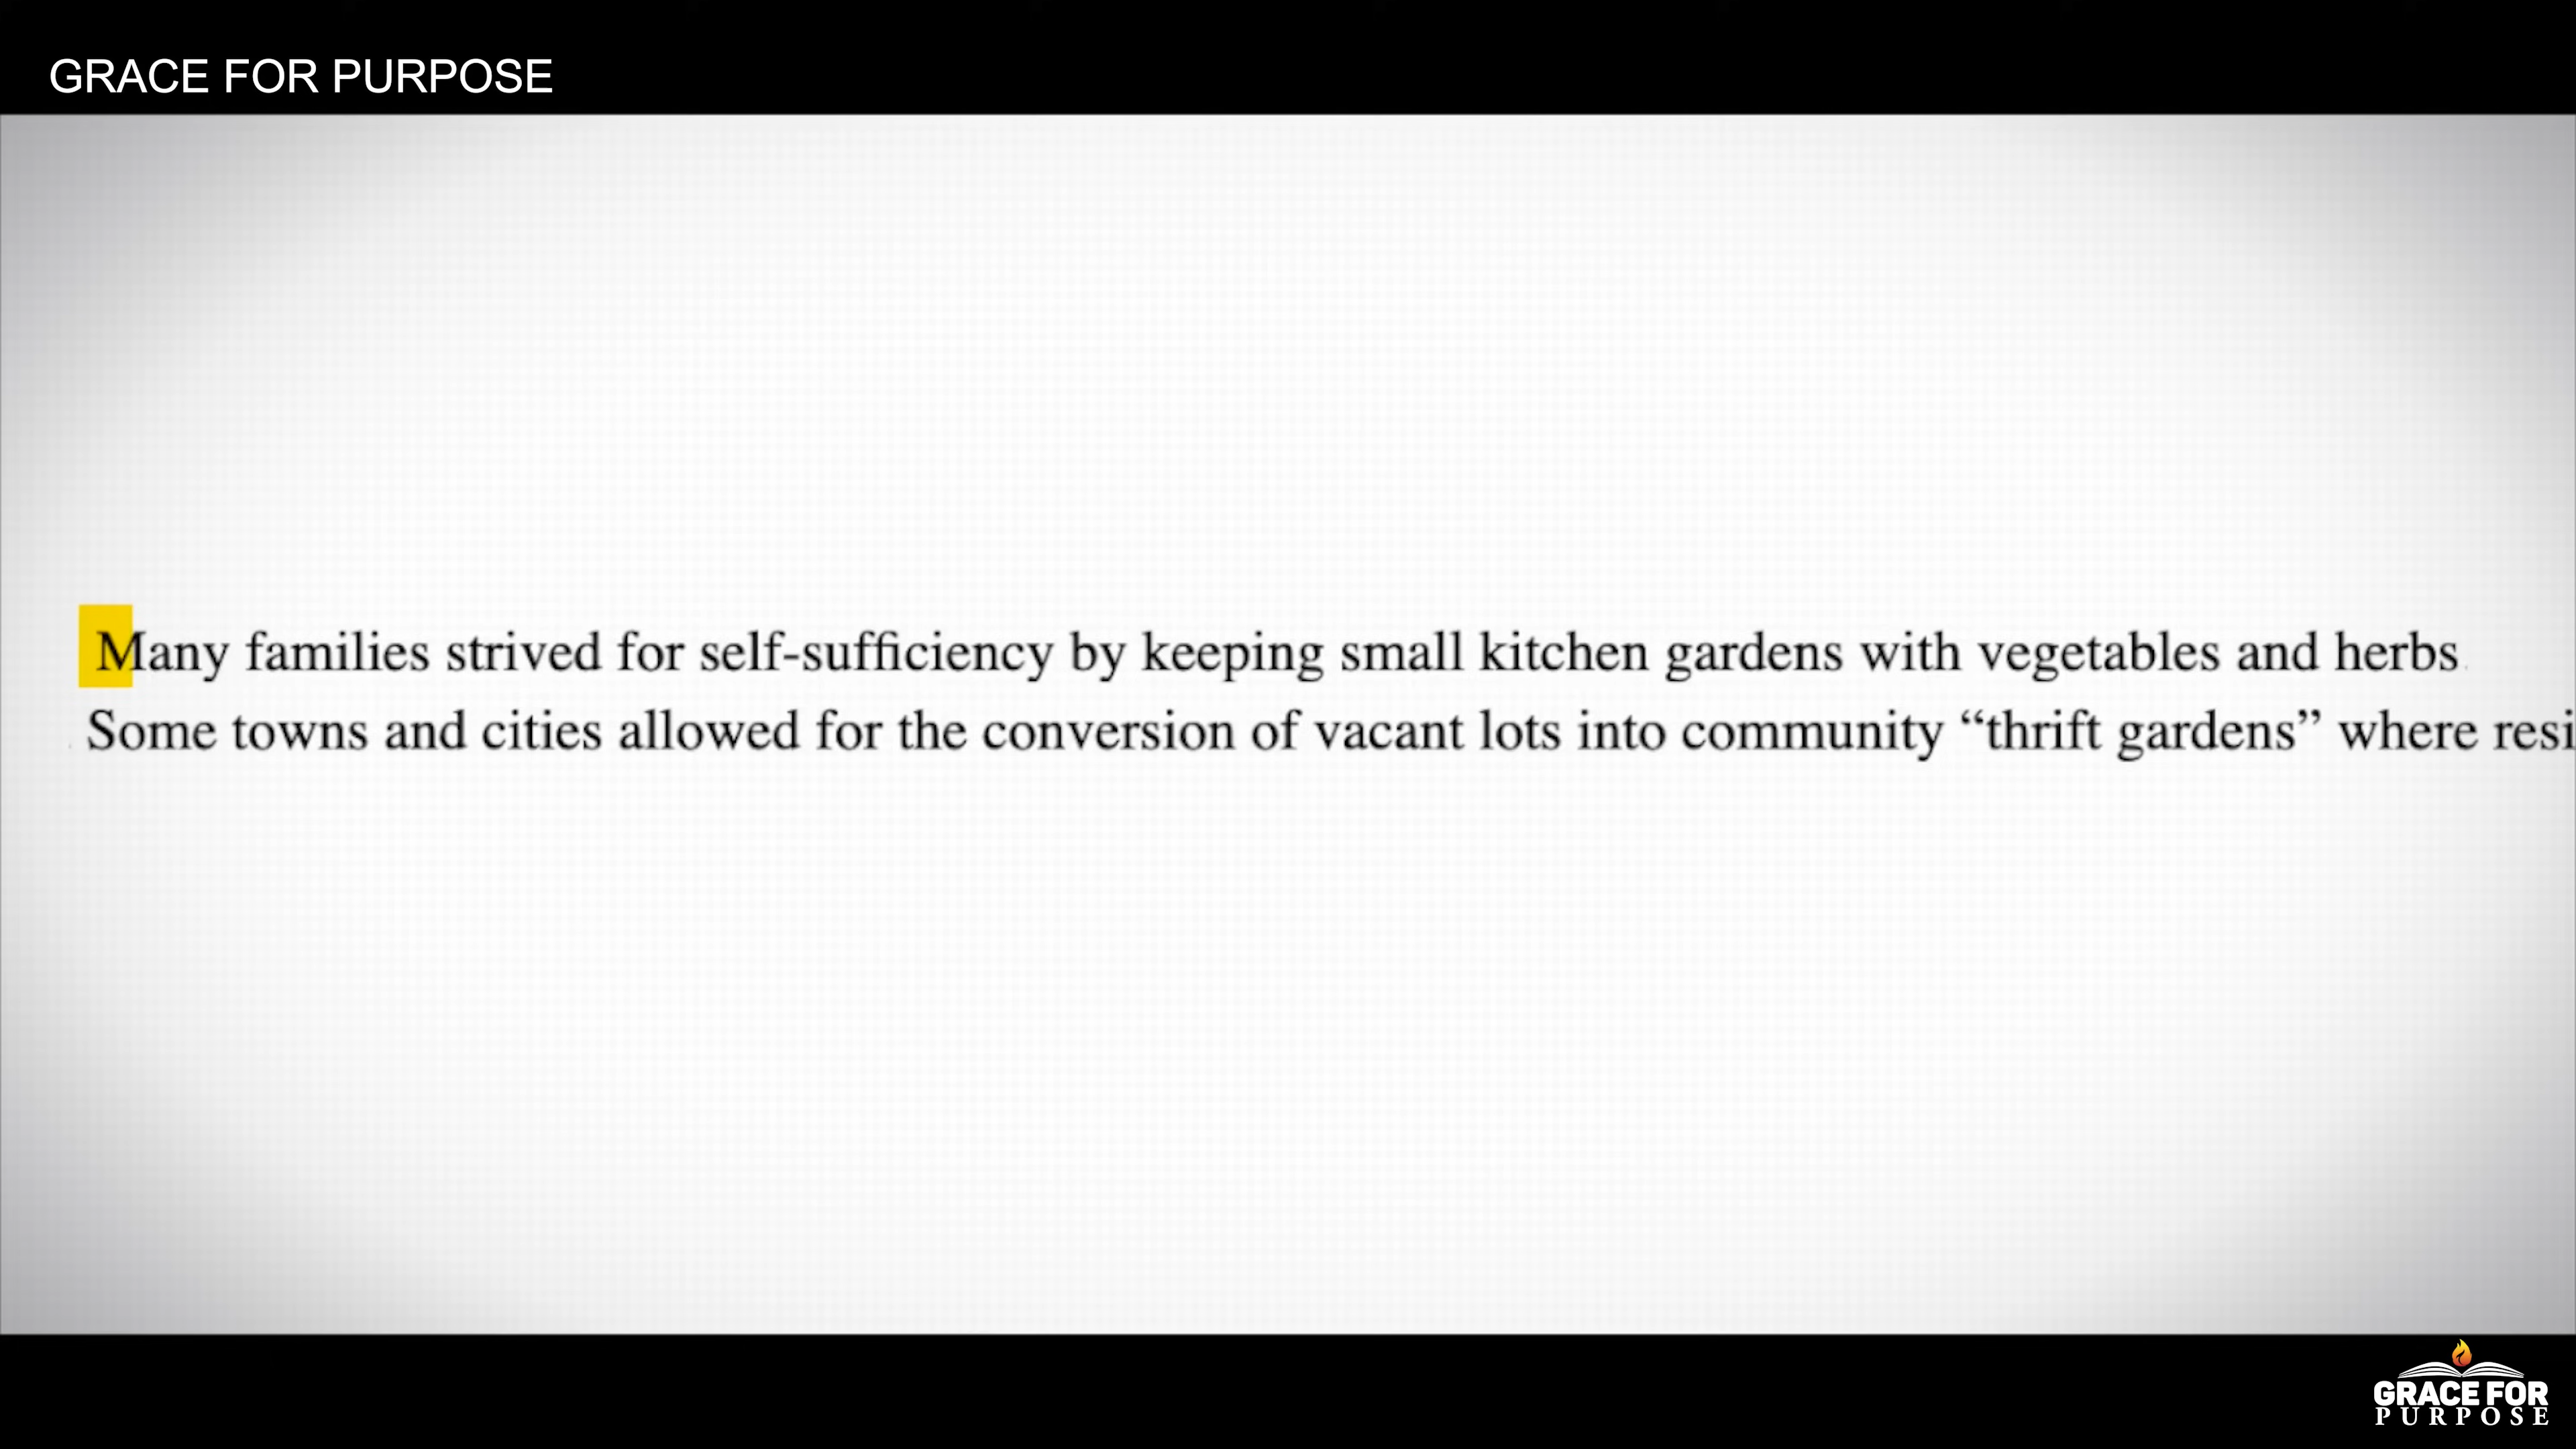 GRACE FOR PURPOSE
Many families strived for self-sufficiency by keeping small kitchen gardens with vegetables and herbs
Some towns and cities allowed for the conversion of vacant lots into community “thrift gardens” where resi
GRACE FOR
PURPOSE